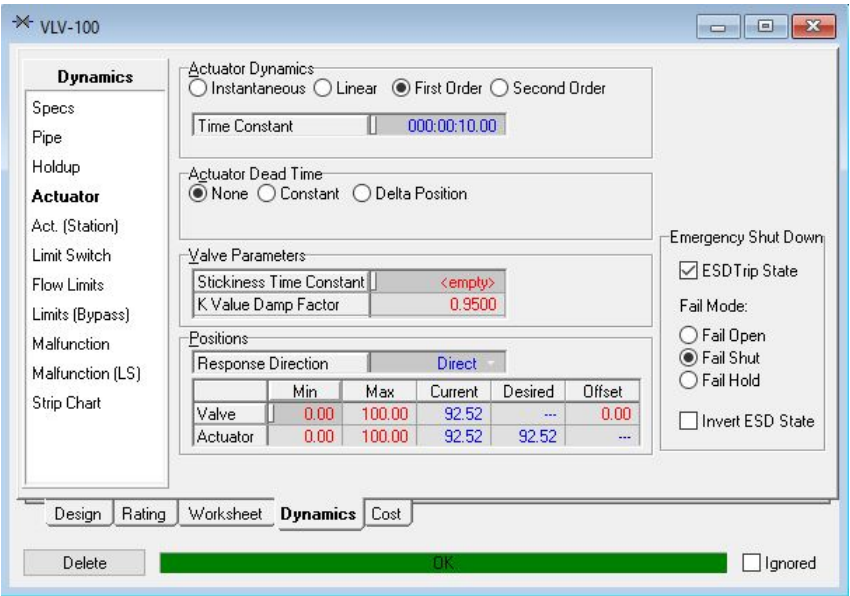 VLV-100
Dynamics
Specs
Pipe
Holdup
Actuator
Act. (Station)
Limit Switch
Flow Limits
Limits (Bypass)
Malfunction
Malfunction (LS)
Strip Chart
Actuator Dynamics
Instantaneous Linear First Order Second Order
Time Constant 000:00:10.00
Actuator Dead Time
None Constant Delta Position
Valve Parameters
Stickiness Time Constant <empty>
K Value Damp Factor 0.9500
Positions
Response Direction Direct
Min Max Current Desired Offset
Valve 0.00 100.00 92.52 --- 0.00
Actuator 0.00 100.00 92.52 92.52 ---
Emergency Shut Down
ESDTrip State
Fail Mode:
Fail Open
Fail Shut
Fail Hold
Invert ESD State
Design Rating Worksheet Dynamics Cost
Delete OK Ignored